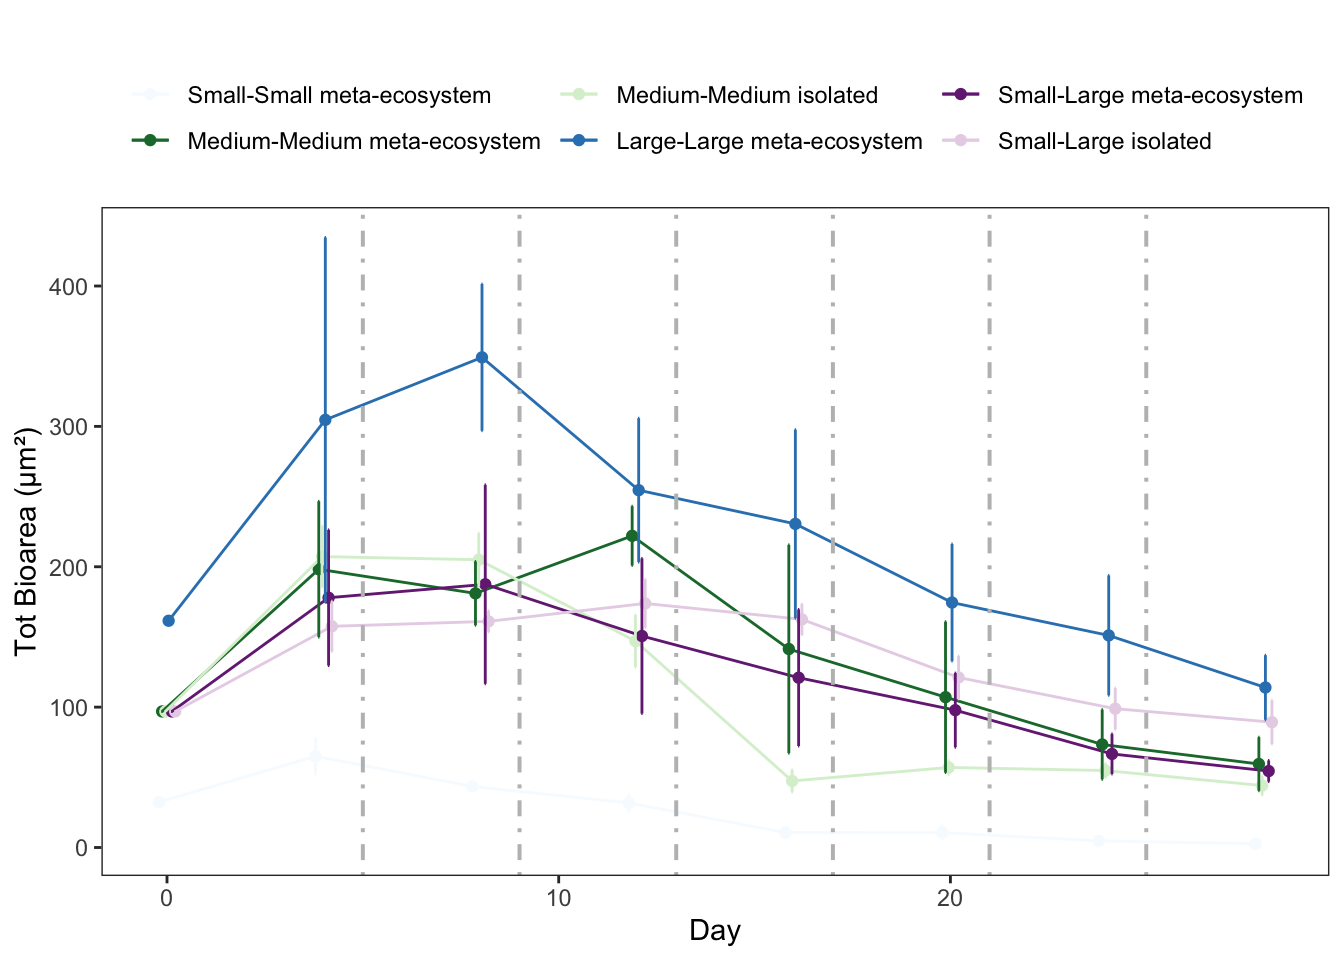 Small-Small meta-ecosystem
Medium-Medium isolated
Small-Large meta-ecosystem
Medium-Medium meta-ecosystem
Large-Large meta-ecosystem
Small-Large isolated
400
300
200
100
0
Tot Bioarea (μm²)
0
10
20
Day